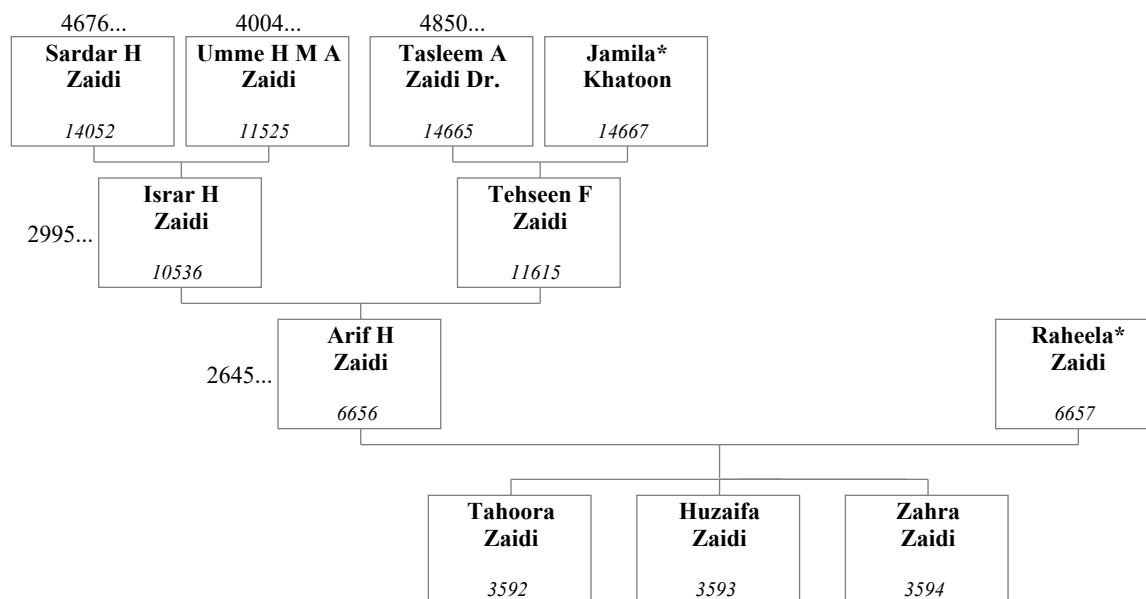 4676...
4004...
4850...
Sardar H
Zaidi
14052
Umme H M A
Zaidi
11525
Tasleem A
Zaidi Dr.
14665
Jamila*
Khatoon
14667
2995...
Israr H
Zaidi
10536
Tehseen F
Zaidi
11615
2645...
Arif H
Zaidi
6656
Raheela*
Zaidi
6657
Tahoora
Zaidi
3592
Huzaifa
Zaidi
3593
Zahra
Zaidi
3594